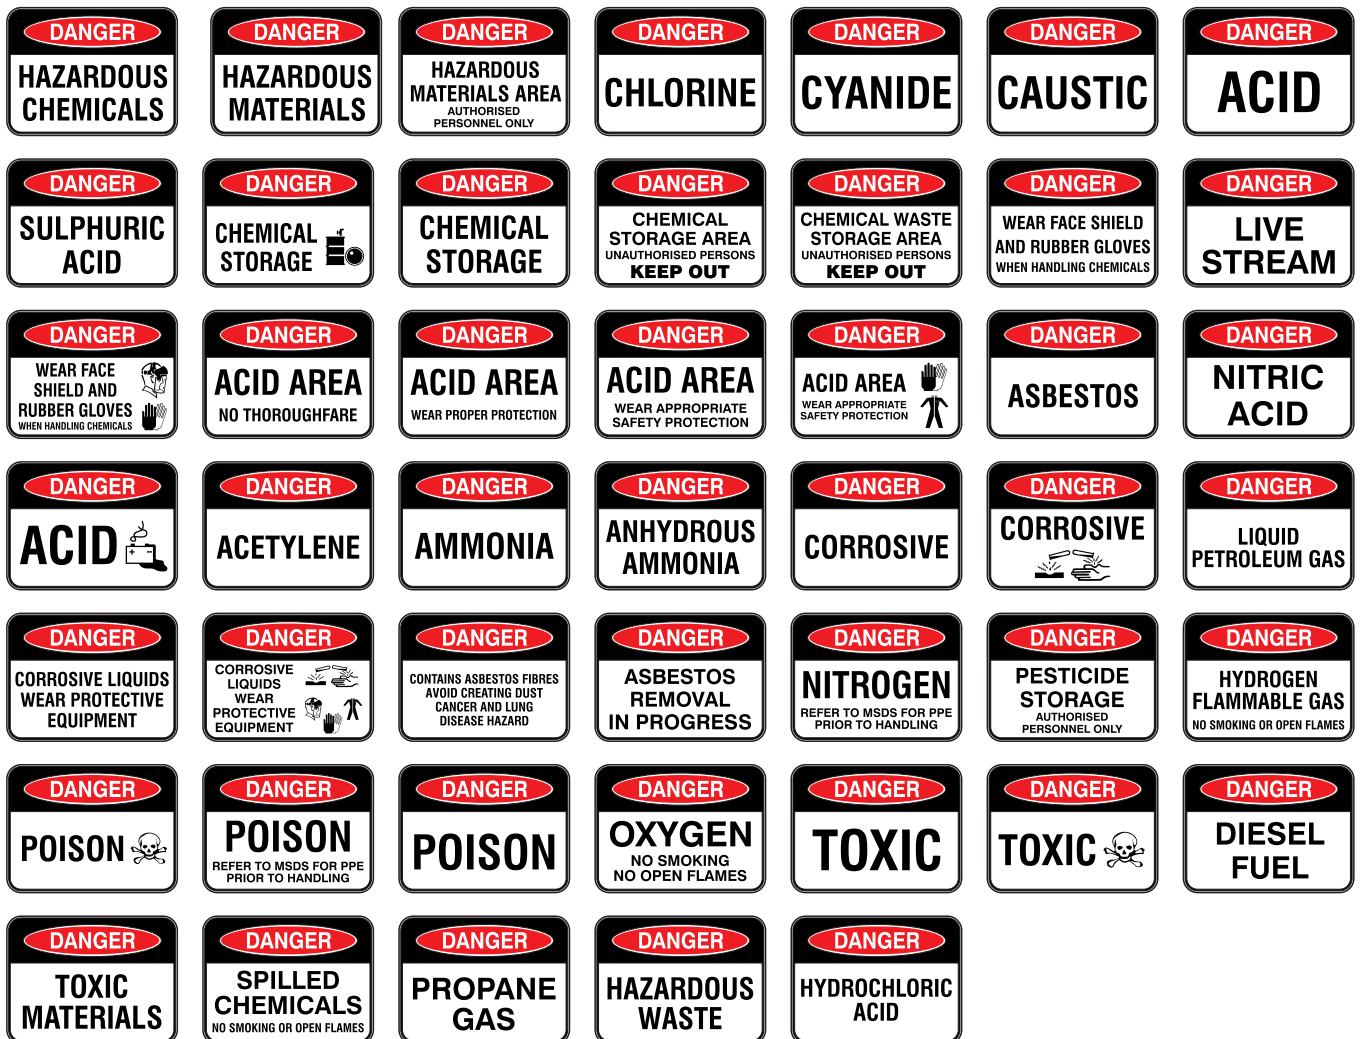 DANGER
HAZARDOUS
CHEMICALS
DANGER
HAZARDOUS
MATERIALS
DANGER
HAZARDOUS
MATERIALS AREA
AUTHORISED
PERSONNEL ONLY
DANGER
CHLORINE
DANGER
CYANIDE
DANGER
CAUSTIC
DANGER
ACID
DANGER
SULPHURIC
ACID
DANGER
CHEMICAL
STORAGE
DANGER
CHEMICAL
STORAGE
DANGER
CHEMICAL
STORAGE AREA
UNAUTHORISED PERSONS
KEEP OUT
DANGER
CHEMICAL WASTE
STORAGE AREA
UNAUTHORISED PERSONS
KEEP OUT
DANGER
WEAR FACE SHIELD
AND RUBBER GLOVES
WHEN HANDLING CHEMICALS
DANGER
LIVE
STREAM
DANGER
WEAR FACE
SHIELD AND
RUBBER GLOVES
WHEN HANDLING CHEMICALS
DANGER
ACID AREA
NO THOROUGHFARE
DANGER
ACID AREA
WEAR PROPER PROTECTION
DANGER
ACID AREA
WEAR APPROPRIATE
SAFETY PROTECTION
DANGER
ACID AREA
WEAR APPROPRIATE
SAFETY PROTECTION
DANGER
ASBESTOS
DANGER
NITRIC
ACID
DANGER
ACID
DANGER
ACETYLENE
DANGER
AMMONIA
DANGER
ANHYDROUS
AMMONIA
DANGER
CORROSIVE
DANGER
CORROSIVE
DANGER
LIQUID
PETROLEUM GAS
DANGER
CORROSIVE LIQUIDS
WEAR PROTECTIVE
EQUIPMENT
DANGER
CORROSIVE
LIQUIDS
WEAR
PROTECTIVE
EQUIPMENT
DANGER
CONTAINS ASBESTOS FIBRES
AVOID CREATING DUST
CANCER AND LUNG
DISEASE HAZARD
DANGER
ASBESTOS
REMOVAL
IN PROGRESS
DANGER
NITROGEN
REFER TO MSDS FOR PPE
PRIOR TO HANDLING
DANGER
PESTICIDE
STORAGE
AUTHORISED
PERSONNEL ONLY
DANGER
HYDROGEN
FLAMMABLE GAS
NO SMOKING OR OPEN FLAMES
DANGER
POISON
DANGER
POISON
REFER TO MSDS FOR PPE
PRIOR TO HANDLING
DANGER
POISON
DANGER
OXYGEN
NO SMOKING
NO OPEN FLAMES
DANGER
TOXIC
DANGER
TOXIC
DANGER
DIESEL
FUEL
DANGER
TOXIC
MATERIALS
DANGER
SPILLED
CHEMICALS
NO SMOKING OR OPEN FLAMES
DANGER
PROPANE
GAS
DANGER
HAZARDOUS
WASTE
DANGER
HYDROCHLORIC
ACID